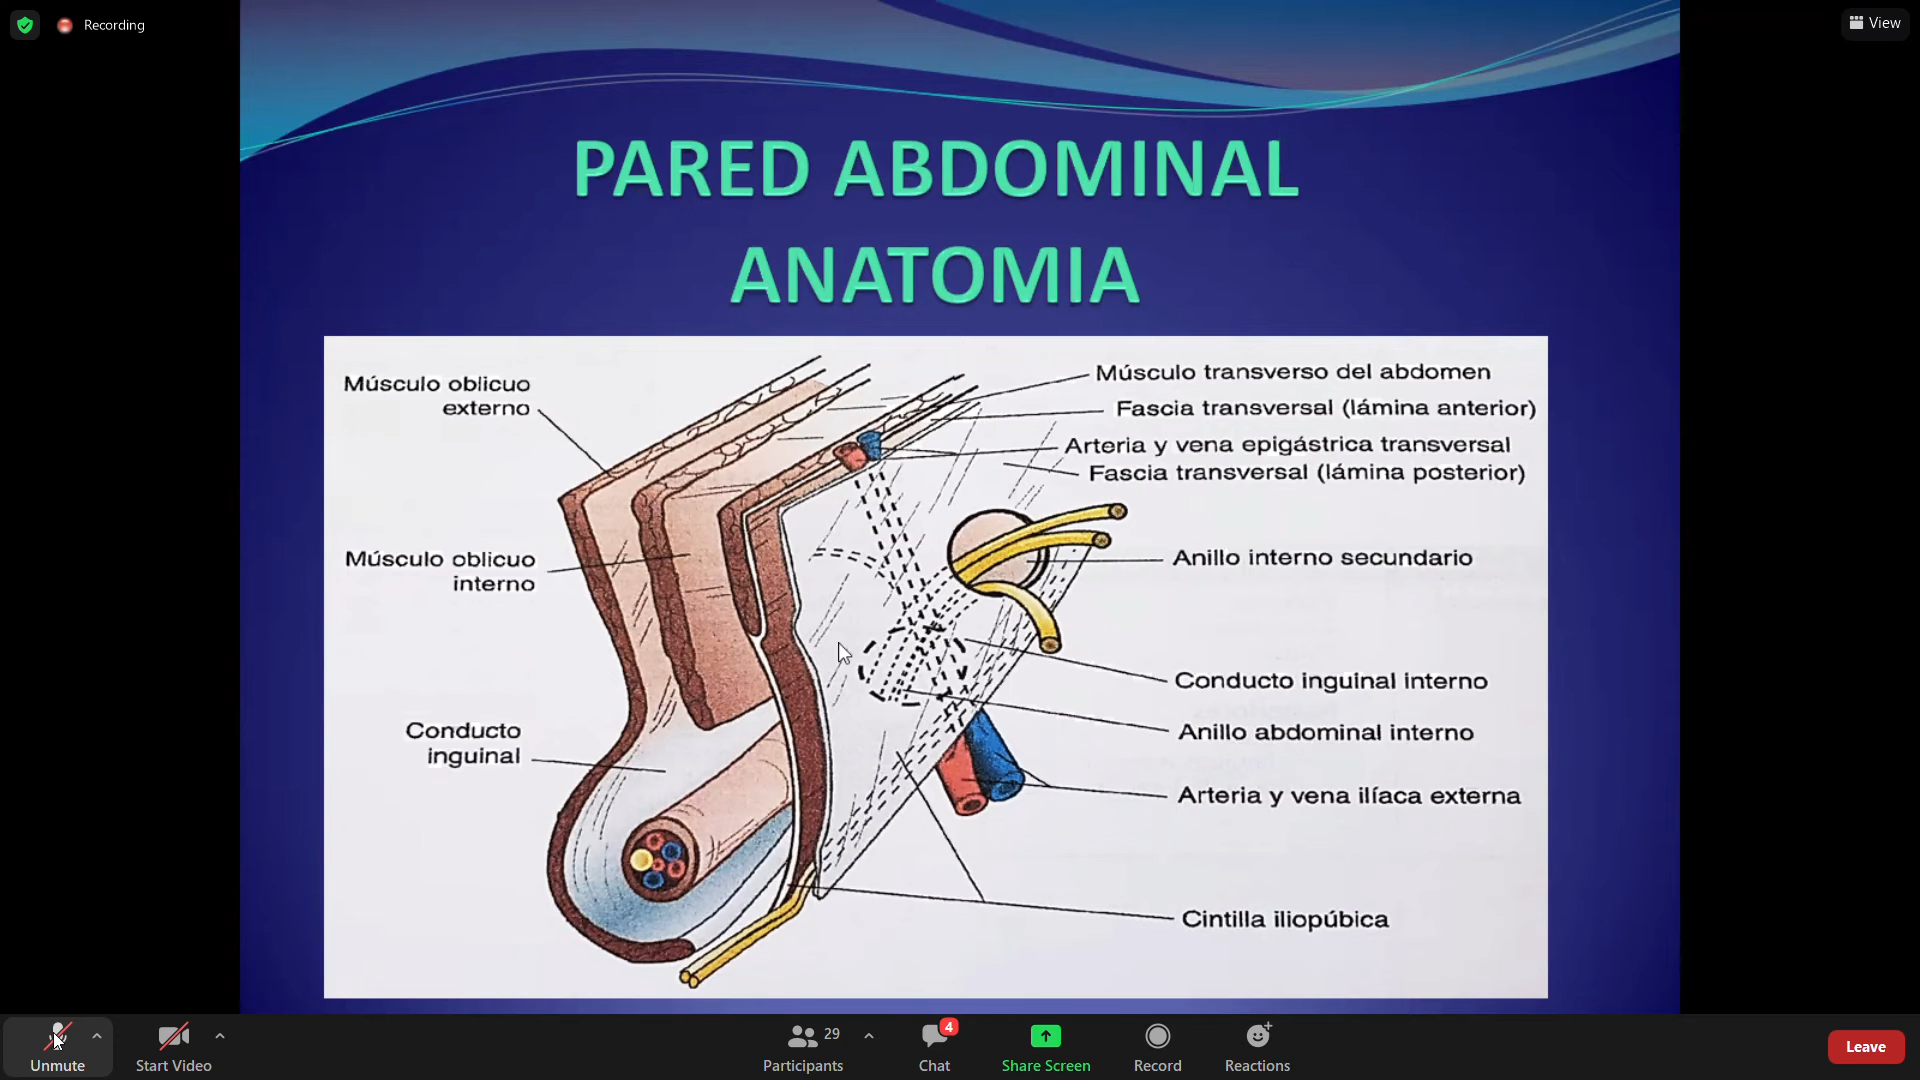 Recording
View
PARED ABDOMINAL
ANATOMIA
Músculo oblicuo
externo
Músculo oblicuo
interno
Conducto
inguinal
Músculo transverso del abdomen
Fascia transversal (lámina anterior)
Arteria y vena epigástrica transversal
Fascia transversal (lámina posterior)
Anillo interno secundario
Conducto inguinal interno
Anillo abdominal interno
Arteria y vena ilíaca externa
Cintilla iliopúbica
Unmute
Start Video
29
Participants
4
Chat
Share Screen
Record
Reactions
Leave